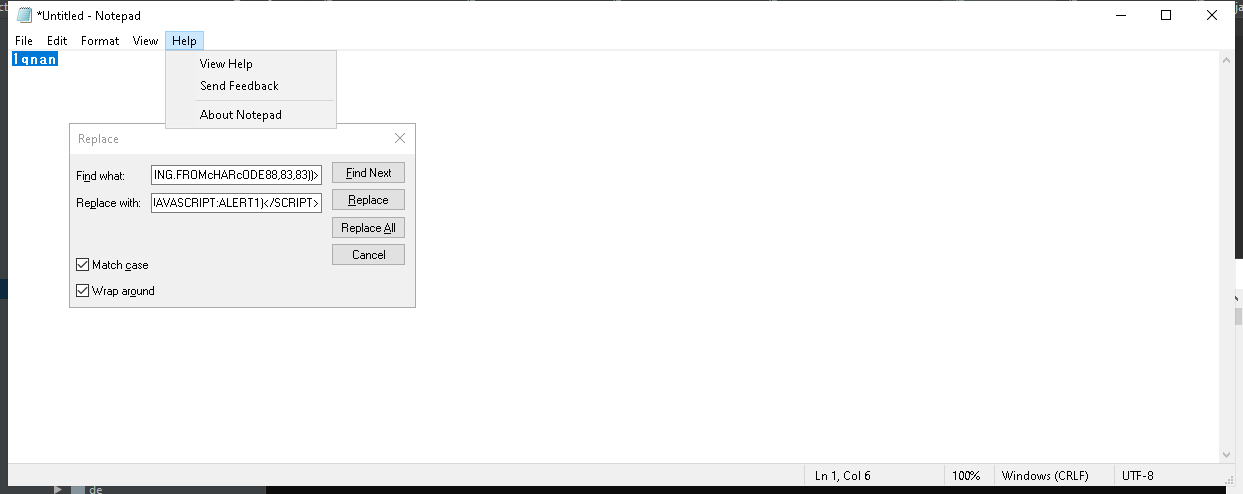 *Untitled - Notepad
File Edit Format View Help
lqnan
View Help
Send Feedback
About Notepad
Replace
Find what: ING.FROMcHARcODE88,83,83))> Find Next
Replace with: IAVASCRIPT:ALERT1)</SCRIPT> Replace
Replace All
Cancel
Match case
Wrap around
Ln 1, Col 6 100% Windows (CRLF) UTF-8
de